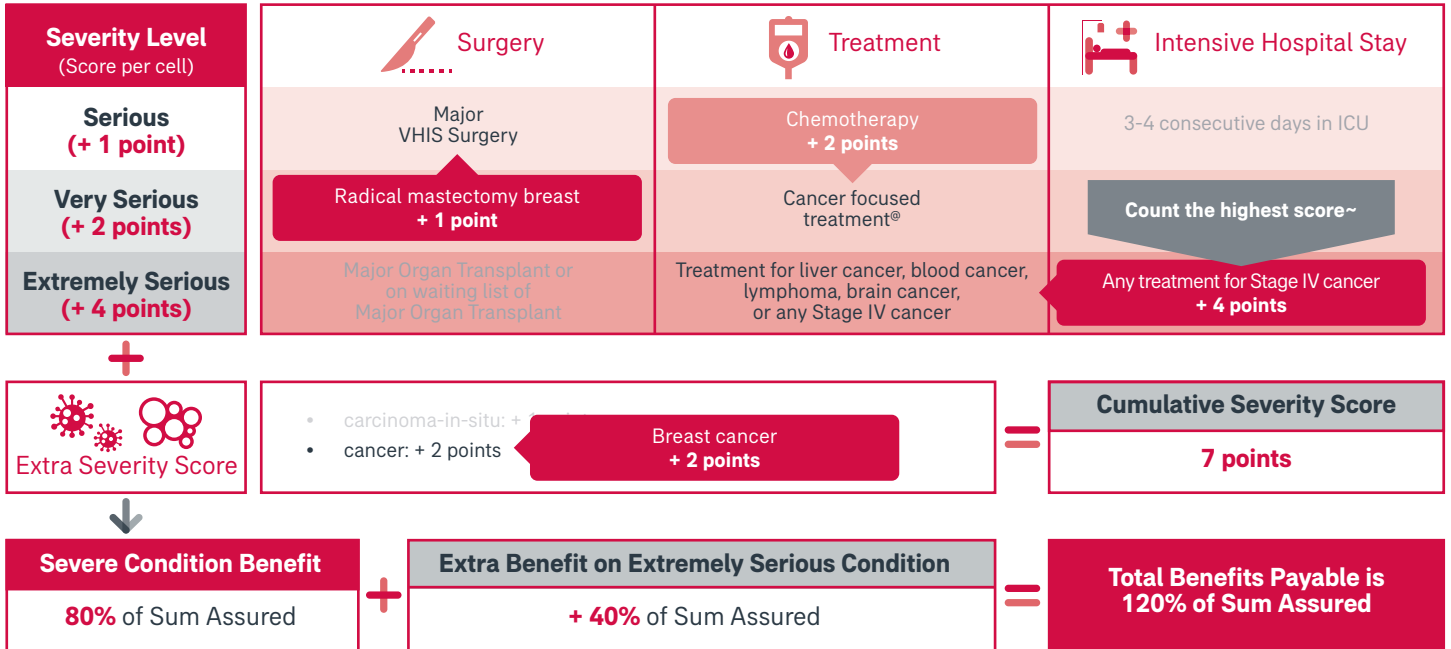 Severity Level
(Score per cell)
Surgery
Treatment
Intensive Hospital Stay
Serious
(+ 1 point)
Major
VHIS Surgery
Chemotherapy
+ 2 points
3-4 consecutive days in ICU
Very Serious
(+ 2 points)
Radical mastectomy breast
+ 1 point
Cancer focused
treatment@
Count the highest score~
Extremely Serious
(+ 4 points)
Major Organ Transplant or
on waiting list of
Major Organ Transplant
Treatment for liver cancer, blood cancer,
lymphoma, brain cancer,
or any Stage IV cancer
Any treatment for Stage IV cancer
+ 4 points
+
Extra Severity Score
• carcinoma-in-situ: +
• cancer: + 2 points
Breast cancer
+ 2 points
=
Cumulative Severity Score
7 points
Severe Condition Benefit
80% of Sum Assured
+
Extra Benefit on Extremely Serious Condition
+ 40% of Sum Assured
=
Total Benefits Payable is
120% of Sum Assured